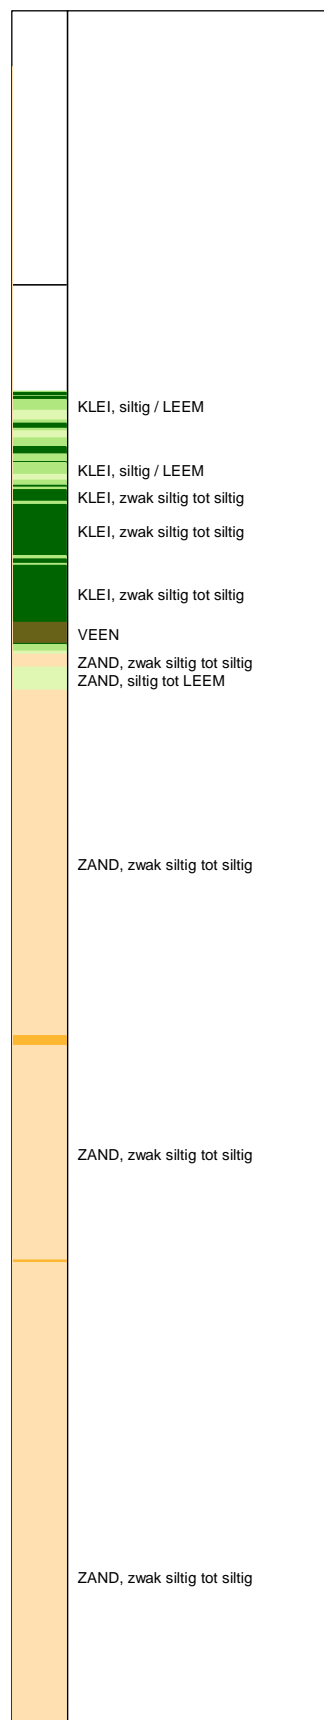 KLEI, siltig / LEEM
KLEI, siltig / LEEM
KLEI, zwak siltig tot siltig
KLEI, zwak siltig tot siltig
KLEI, zwak siltig tot siltig
VEEN
ZAND, zwak siltig tot siltig
ZAND, siltig tot LEEM
ZAND, zwak siltig tot siltig
ZAND, zwak siltig tot siltig
ZAND, zwak siltig tot siltig